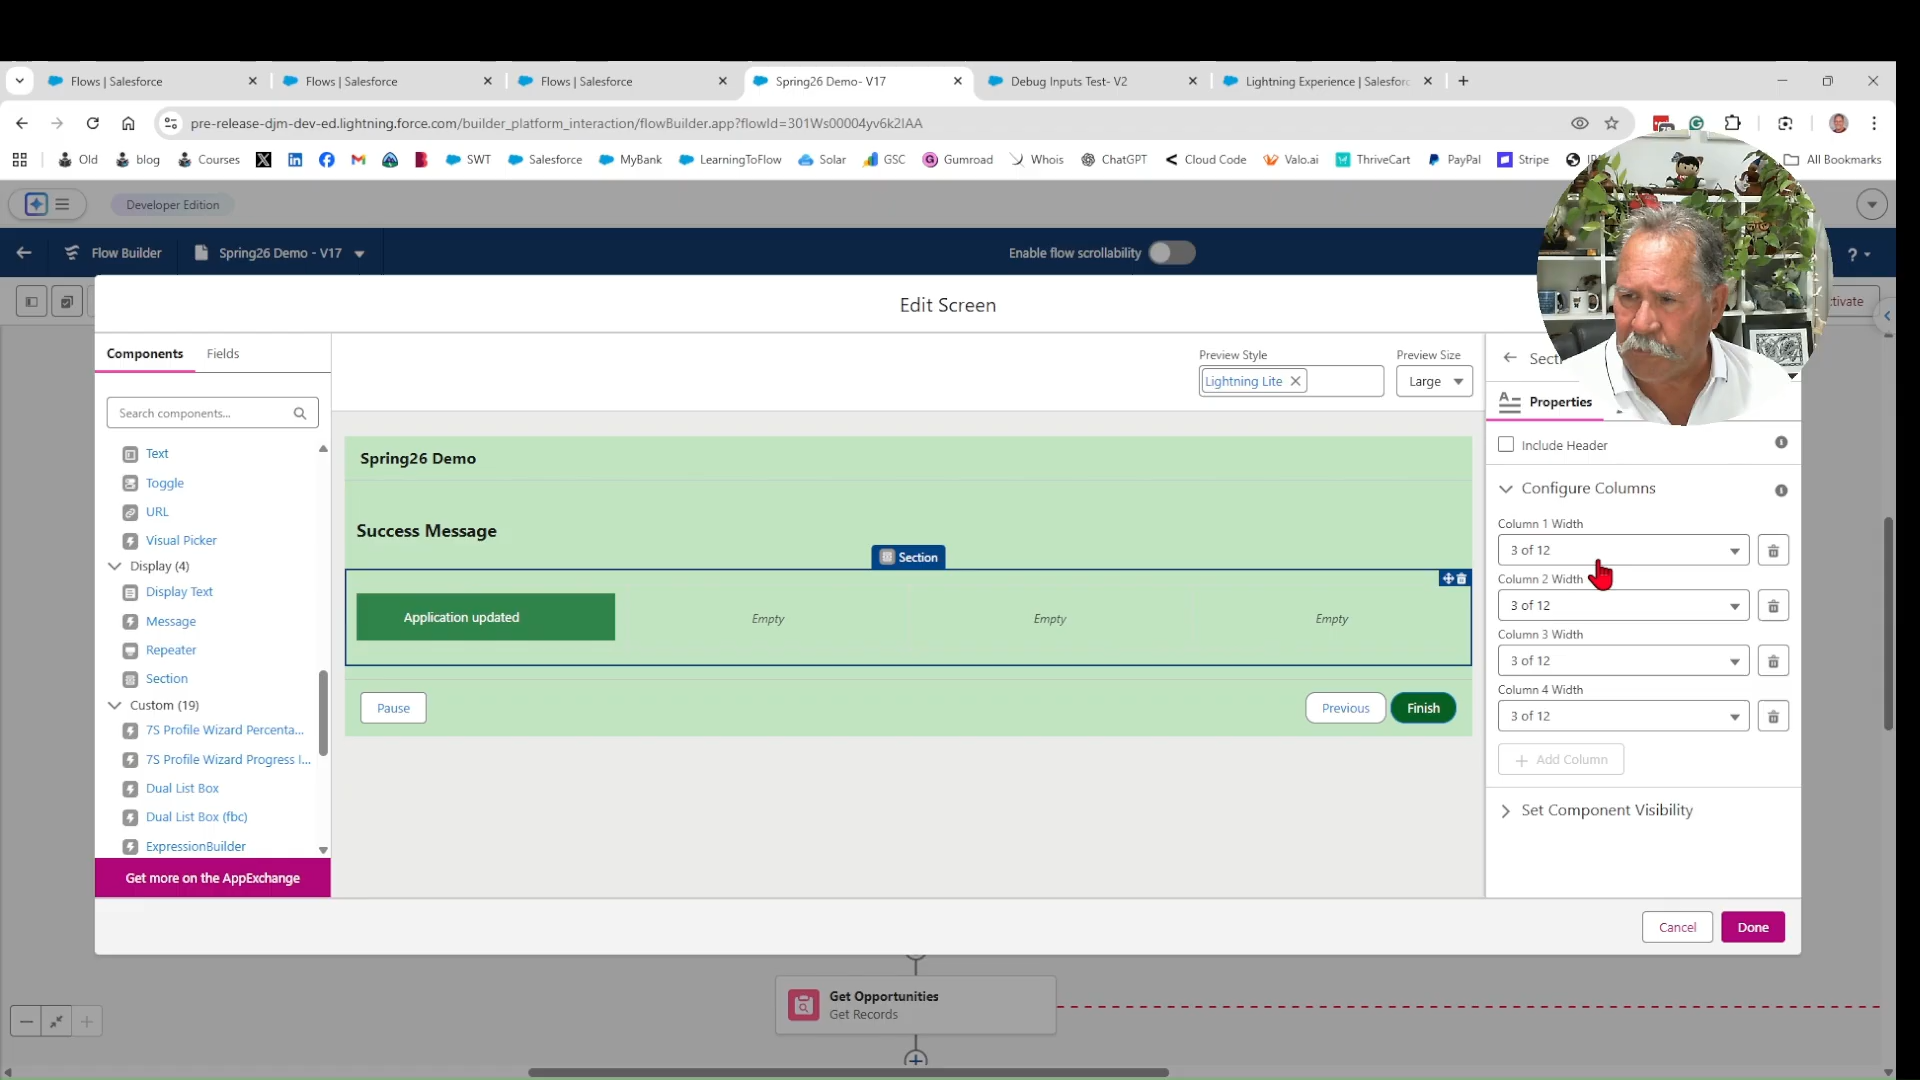 Flows | Salesforce
Flows | Salesforce
Flows | Salesforce
Spring26 Demo- V17
Debug Inputs Test- V2
Lightning Experience | Salesforc
pre-release-djm-dev-ed.lightning.force.com/builder_platform_interaction/flowBuilder.app?flowId=301Ws00004yv6k2IAA
Old
blog
Courses
SWT
Salesforce
MyBank
LearningToFlow
Solar
GSC
Gumroad
Whois
ChatGPT
Cloud Code
Valo.ai
ThriveCart
PayPal
Stripe
All Bookmarks
Developer Edition
Flow Builder
Spring26 Demo - V17
Enable flow scrollability
?
tivate
Edit Screen
Components
Fields
Preview Style
Lightning Lite
Preview Size
Large
Search components...
Text
Toggle
URL
Visual Picker
Display (4)
Display Text
Message
Repeater
Section
Custom (19)
7S Profile Wizard Percenta...
7S Profile Wizard Progress I...
Dual List Box
Dual List Box (fbc)
ExpressionBuilder
Get more on the AppExchange
Spring26 Demo
Success Message
Section
Application updated
Empty
Empty
Empty
Pause
Previous
Finish
Secti
Properties
Include Header
Configure Columns
Column 1 Width
3 of 12
Column 2 Width
3 of 12
Column 3 Width
3 of 12
Column 4 Width
3 of 12
Add Column
Set Component Visibility
Cancel
Done
Get Opportunities
Get Records